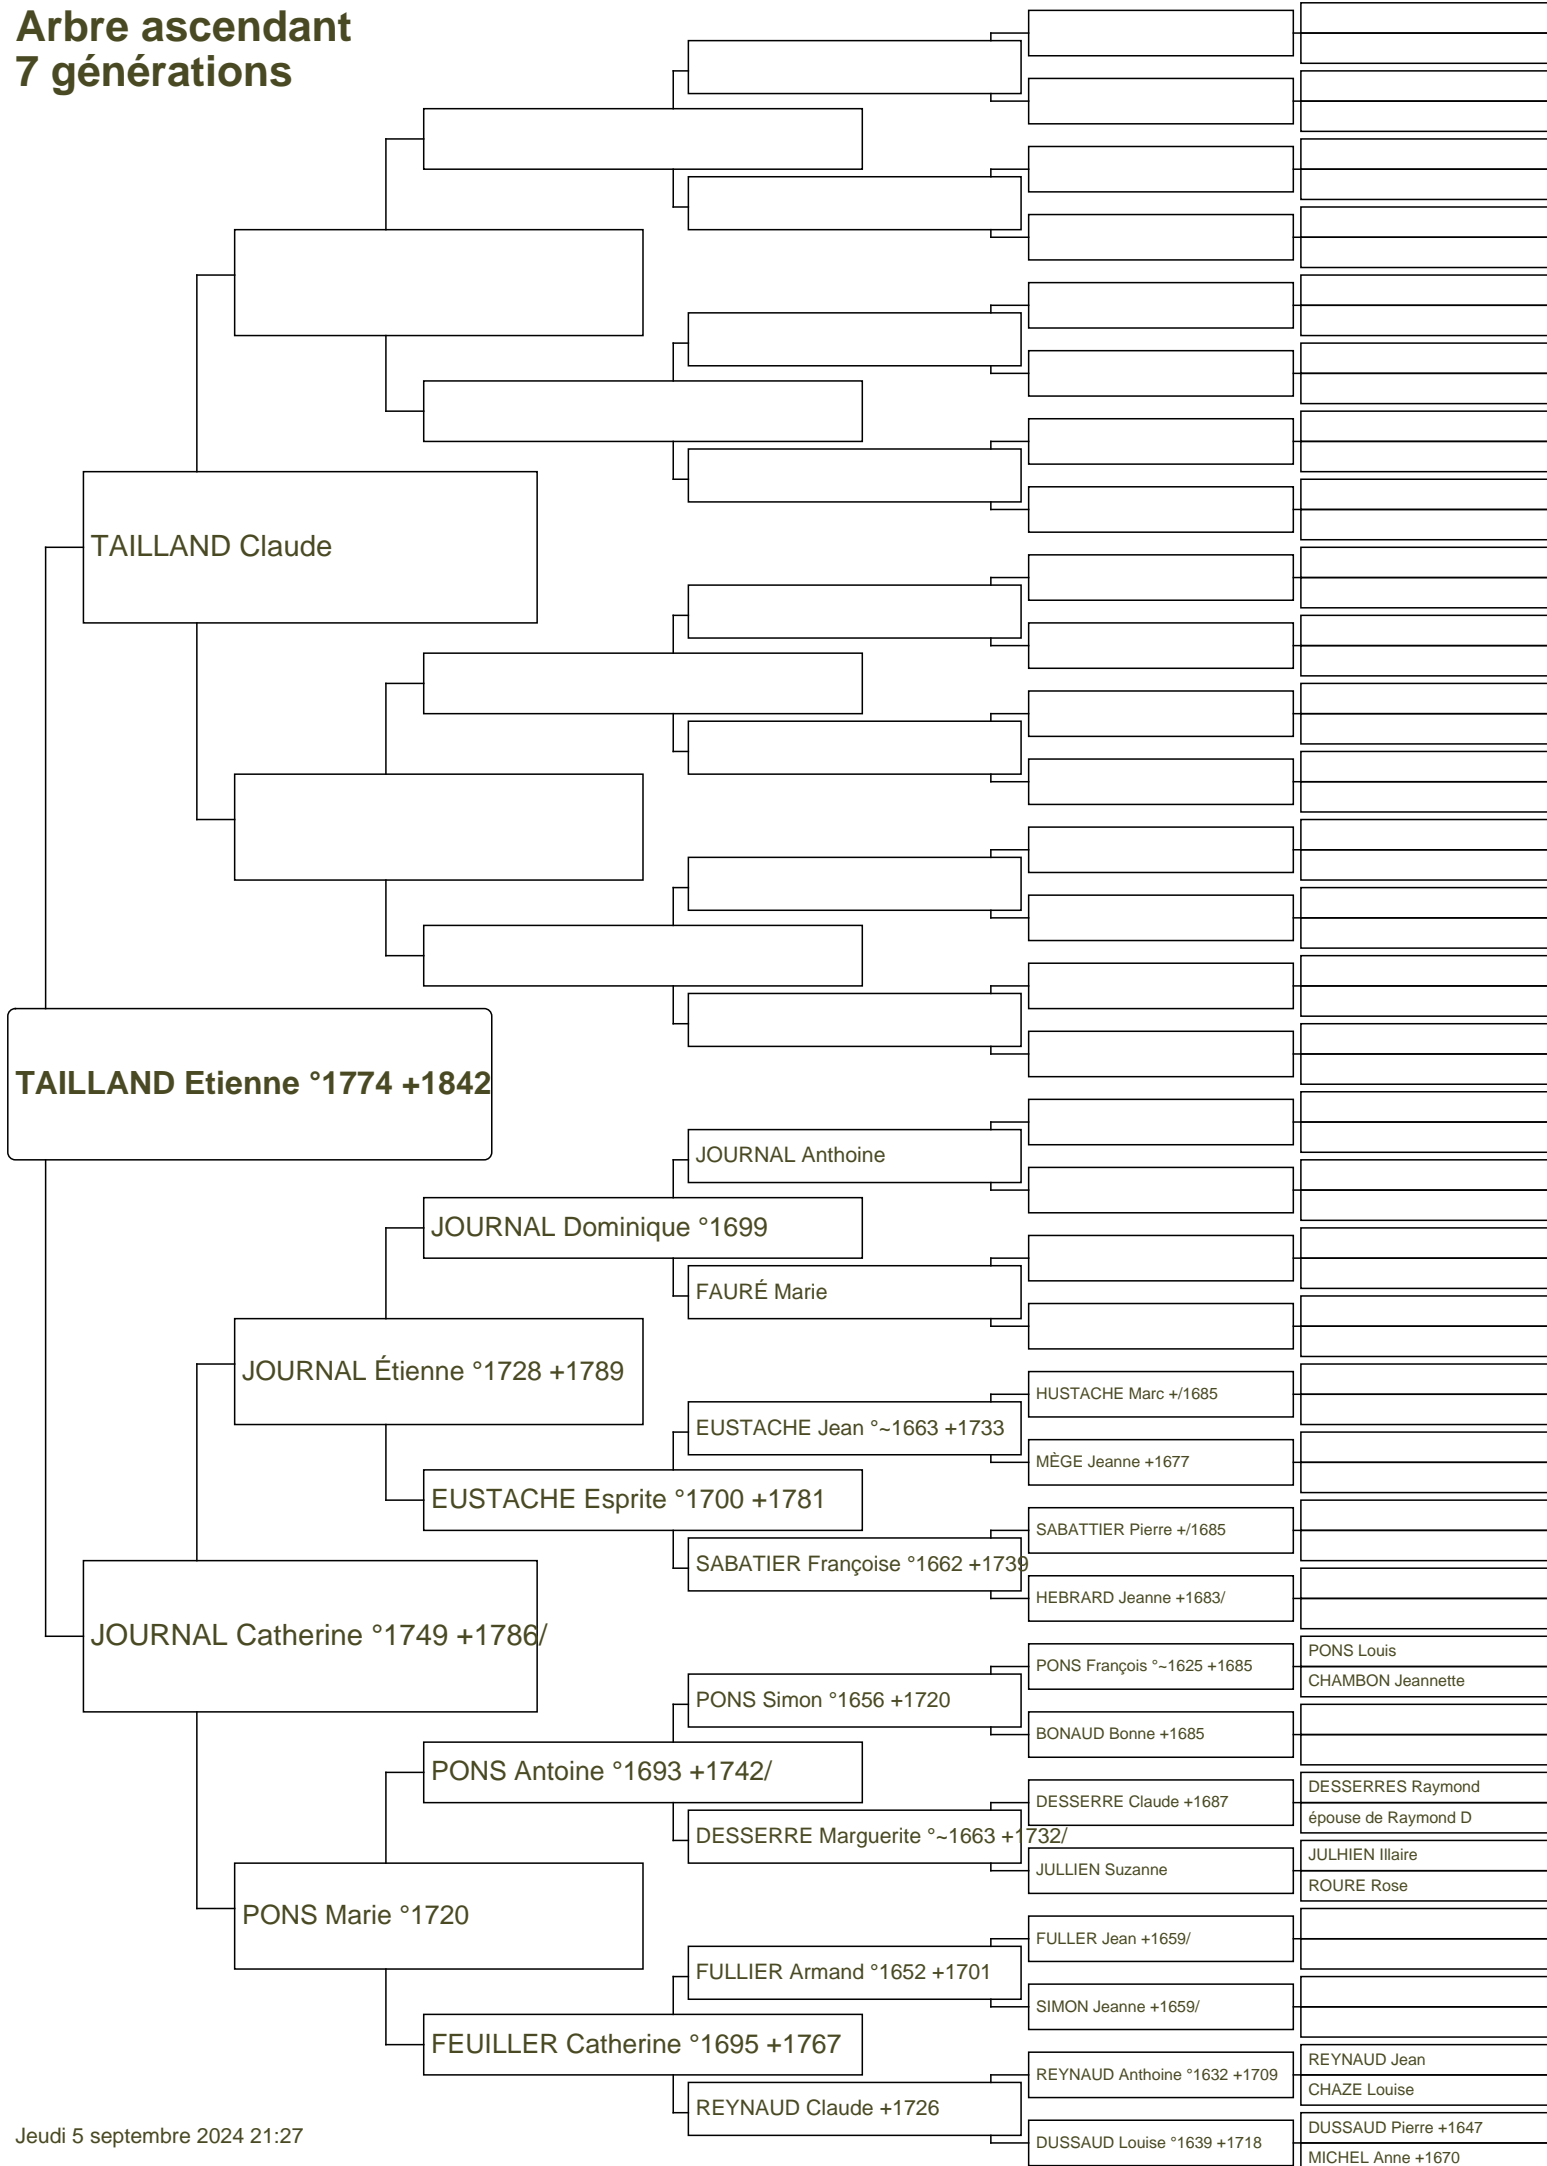 Arbre ascendant
7 générations
TAILLAND Claude
TAILLAND Etienne °1774 +1842
JOURNAL Anthoine
JOURNAL Dominique °1699
FAURÉ Marie
JOURNAL Étienne °1728 +1789
HUSTACHE Marc +/1685
EUSTACHE Jean °~1663 +1733
MÈGE Jeanne +1677
EUSTACHE Esprite °1700 +1781
SABATTIER Pierre +/1685
SABATIER Françoise °1662 +1739
HEBRARD Jeanne +1683/
JOURNAL Catherine °1749 +1786/
PONS Louis
PONS François °~1625 +1685
CHAMBON Jeannette
PONS Simon °1656 +1720
BONAUD Bonne +1685
PONS Antoine °1693 +1742/
DESSERRES Raymond
DESSERRE Claude +1687
épouse de Raymond D
DESSERRE Marguerite °~1663 +1732/
JULHIEN Illaire
JULLIEN Suzanne
ROURE Rose
PONS Marie °1720
FULLER Jean +1659/
FULLIER Armand °1652 +1701
SIMON Jeanne +1659/
FEUILLER Catherine °1695 +1767
REYNAUD Jean
REYNAUD Anthoine °1632 +1709
CHAZE Louise
REYNAUD Claude +1726
DUSSAUD Pierre +1647
DUSSAUD Louise °1639 +1718
MICHEL Anne +1670
Jeudi 5 septembre 2024 21:27